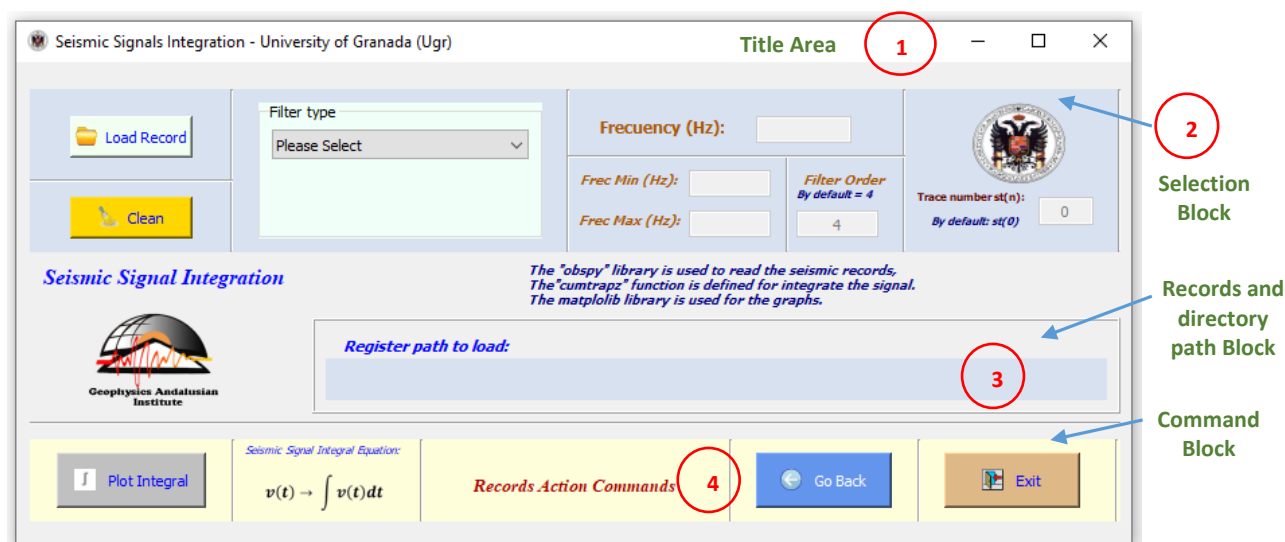 Seismic Signals Integration - University of Granada (Ugr)
Title Area
1
Load Record
Clean
Filter type
Please Select
Frecuency (Hz):
Frec Min (Hz):
Frec Max (Hz):
Filter Order
By default = 4
4
Trace number st(n):
By default: st(0)
0
2
Selection
Block
Seismic Signal Integration
The "obspy" library is used to read the seismic records,
The"cumtrapz" function is defined for integrate the signal.
The matplolib library is used for the graphs.
Geophysics Andalusian
Institute
Register path to load:
3
Records and
directory
path Block
Plot Integral
Seismic Signal Integral Equation:
v(t) → ∫ v(t)dt
Records Action Commands
4
Go Back
Exit
Command
Block